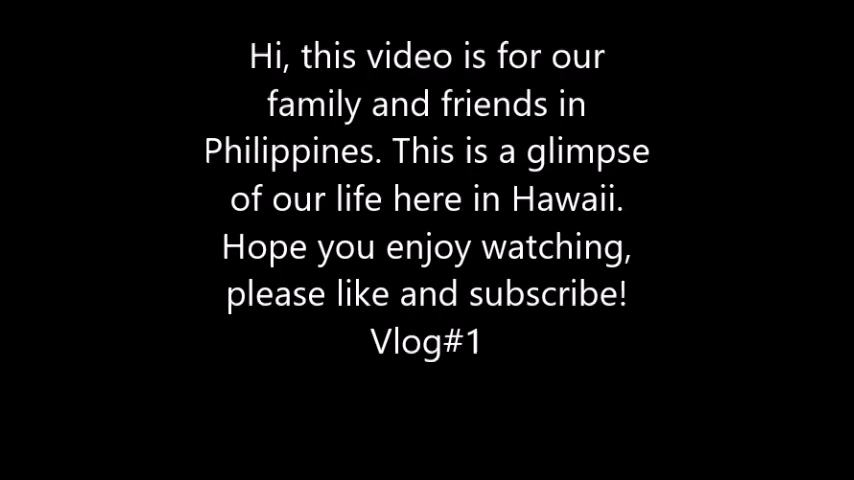 Hi, this video is for our
family and friends in
Philippines. This is a glimpse
of our life here in Hawaii.
Hope you enjoy watching,
please like and subscribe!
Vlog#1